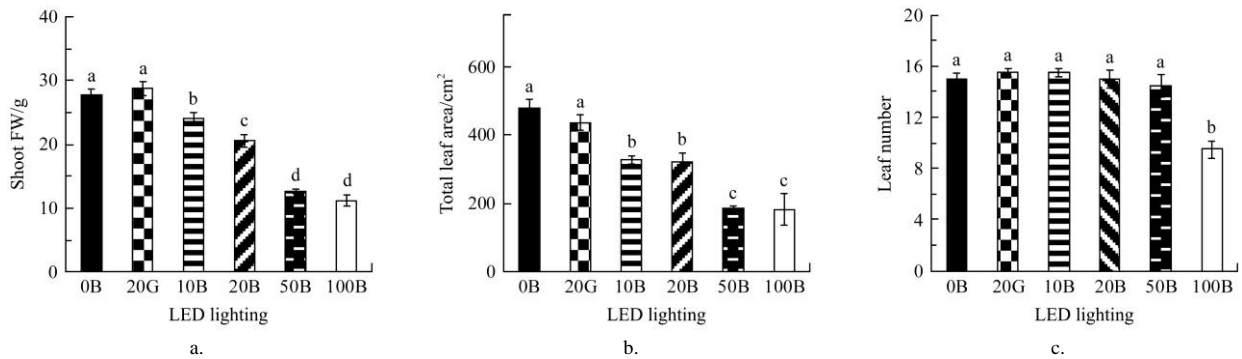 Shoot FW/g
40
30
20
10
0
a
a
b
c
d
d
0B 20G 10B 20B 50B 100B
LED lighting
a.
Total leaf area/cm²
600
400
200
0
a
a
b
b
c
c
0B 20G 10B 20B 50B 100B
LED lighting
b.
Leaf number
20
16
12
8
4
0
a
a
a
a
a
b
0B 20G 10B 20B 50B 100B
LED lighting
c.